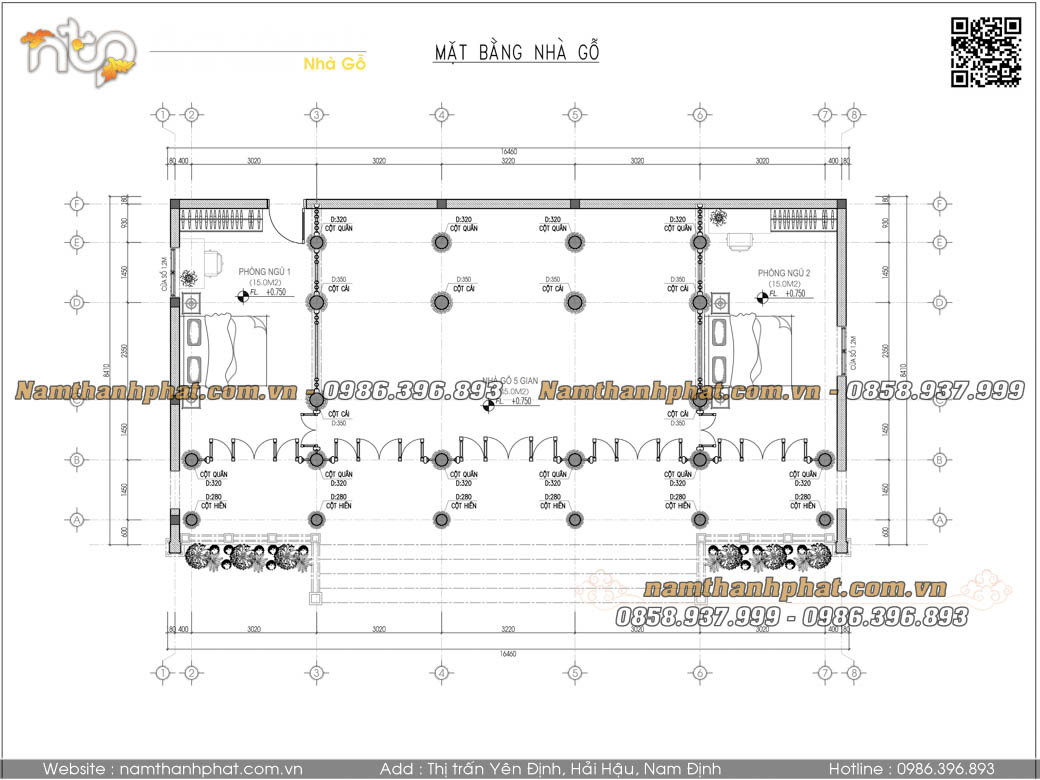 ntp
Nhà Gỗ
MẶT BẰNG NHÀ GỖ
1 2 3 4 5 6 7 8
16460
80 400 3020 3020 3220 3020 3020 400 80
F F
180 180
930 930
E E
1450 1450
D D
2350 2350
8410 8410
1450 1450
B B
1450 1450
A A
600 600
D:320 D:320 D:320 D:320
CỘT QUÂN CỘT QUÂN CỘT QUÂN CỘT QUÂN
CỬA SỔ 1.2M
PHÒNG NGỦ 1
(15.0M2)
FL. +0.750
PHÒNG NGỦ 2
(15.0M2)
FL. +0.750
D:350 D:350 D:350 D:350
CỘT CÁI CỘT CÁI CỘT CÁI CỘT CÁI
CỬA SỔ 1.2M
NHÀ GỖ 5 GIAN
FL. +0.750
Namthanhphat.com.vn - 0986.396.893
Namthanhphat.com.vn - 0858.937.999
CỘT CÁI CỘT CÁI
D:350 D:350
CỘT QUÂN CỘT QUÂN CỘT QUÂN CỘT QUÂN CỘT QUÂN CỘT QUÂN
D:320 D:320 D:320 D:320 D:320 D:320
D:280 D:280 D:280 D:280 D:280 D:280
CỘT HIÊN CỘT HIÊN CỘT HIÊN CỘT HIÊN CỘT HIÊN CỘT HIÊN
namthanhphat.com.vn
0858.937.999 - 0986.396.893
80 400 3020 3020 3220 3020 3020 400 80
16460
1 2 3 4 5 6 7 8
Website : namthanhphat.com.vn
Add : Thị trấn Yên Định, Hải Hậu, Nam Định
Hotline : 0986.396.893